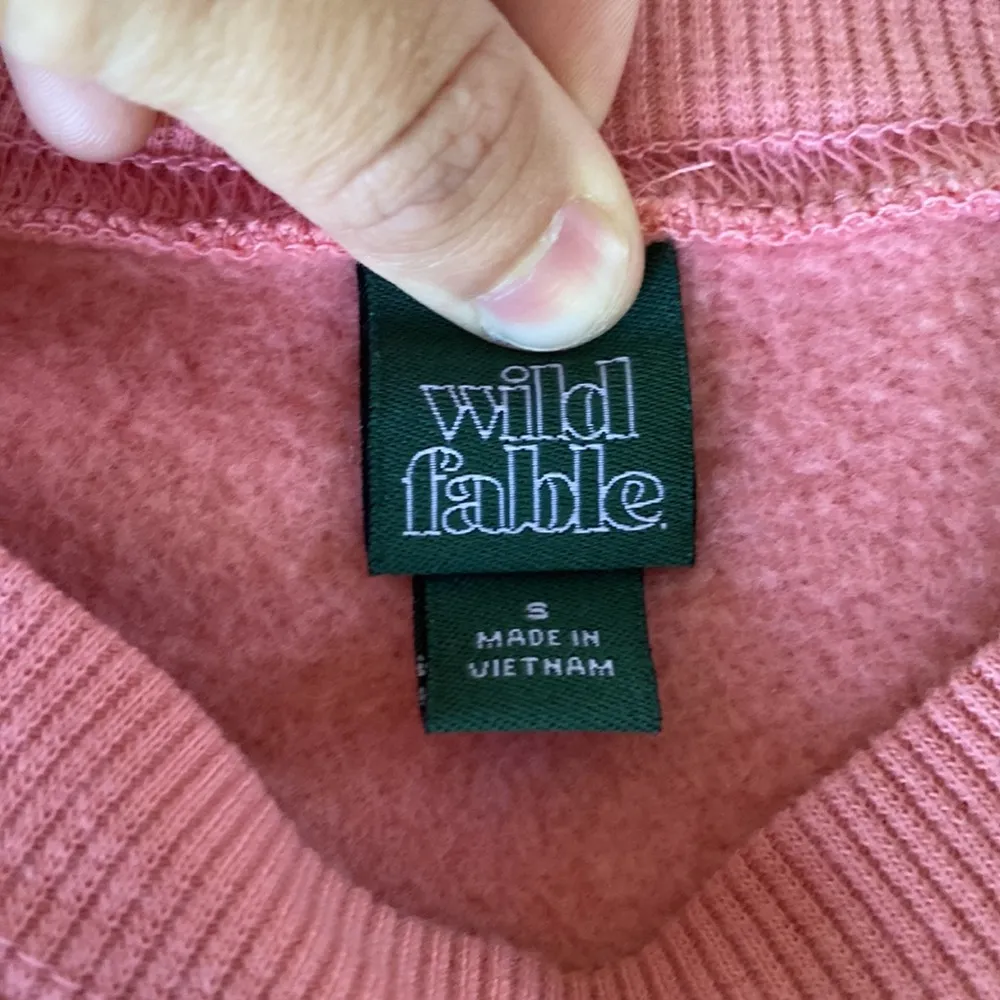 wild
fable.
S
MADE IN
VIETNAM